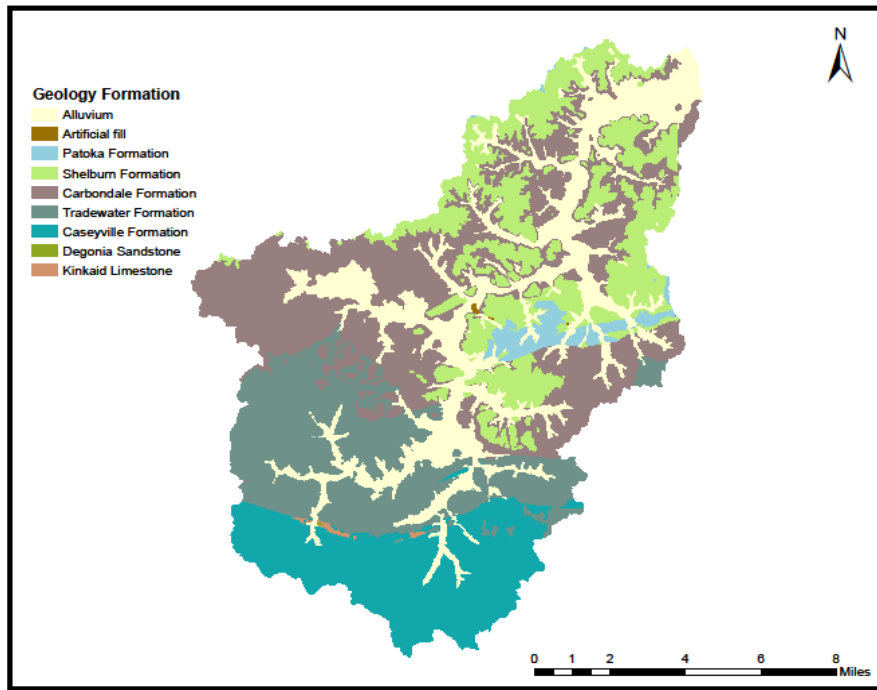 N
Geology Formation
Alluvium
Artificial fill
Patoka Formation
Shelburn Formation
Carbondale Formation
Tradewater Formation
Caseyville Formation
Degonia Sandstone
Kinkaid Limestone
0 1 2 4 6 8
Miles